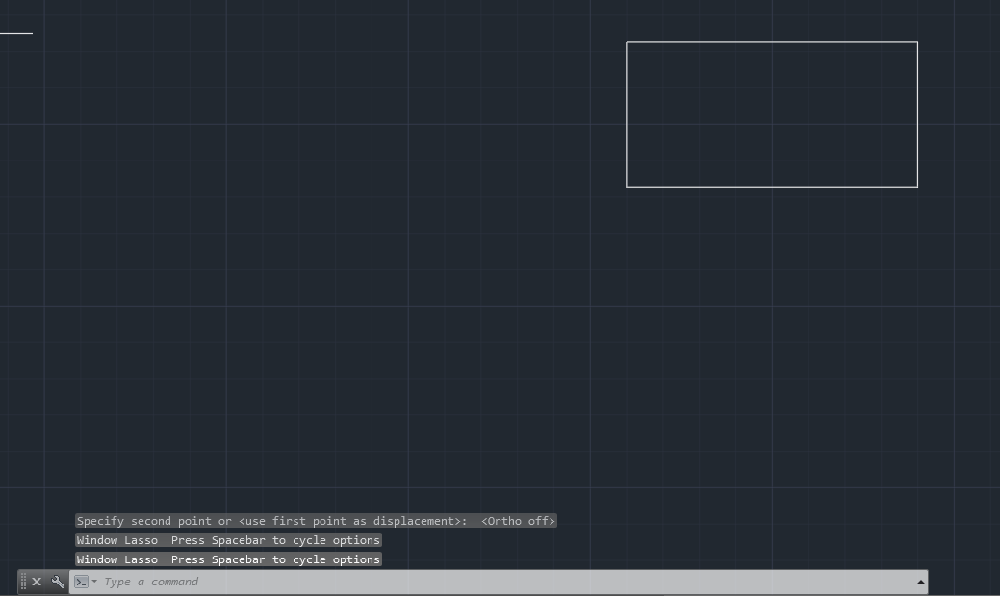 Specify second point or <use first point as displacement>:  <Ortho off>
Window Lasso  Press Spacebar to cycle options
Window Lasso  Press Spacebar to cycle options
Type a command